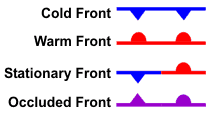 Cold Front
Warm Front
Stationary Front
Occluded Front